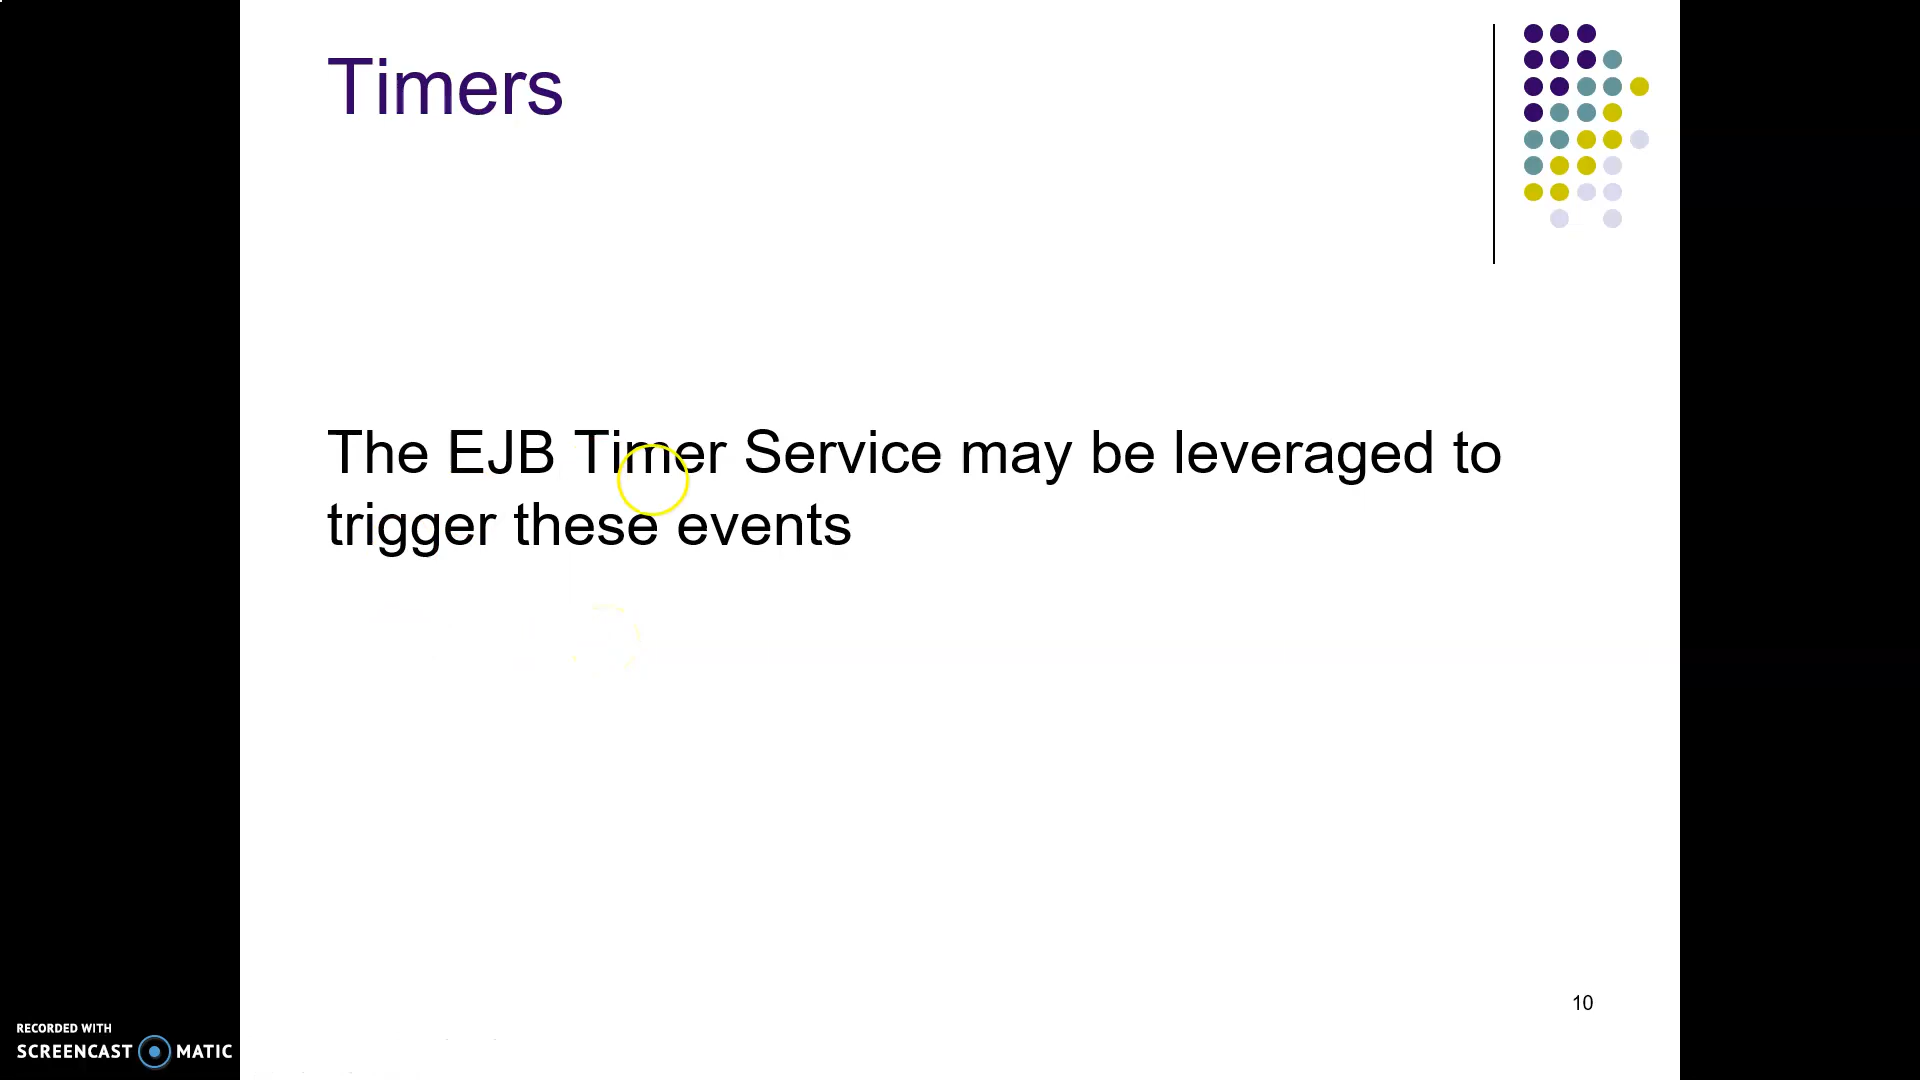 Timers
The EJB Timer Service may be leveraged to
trigger these events
10
RECORDED WITH
SCREENCAST MATIC